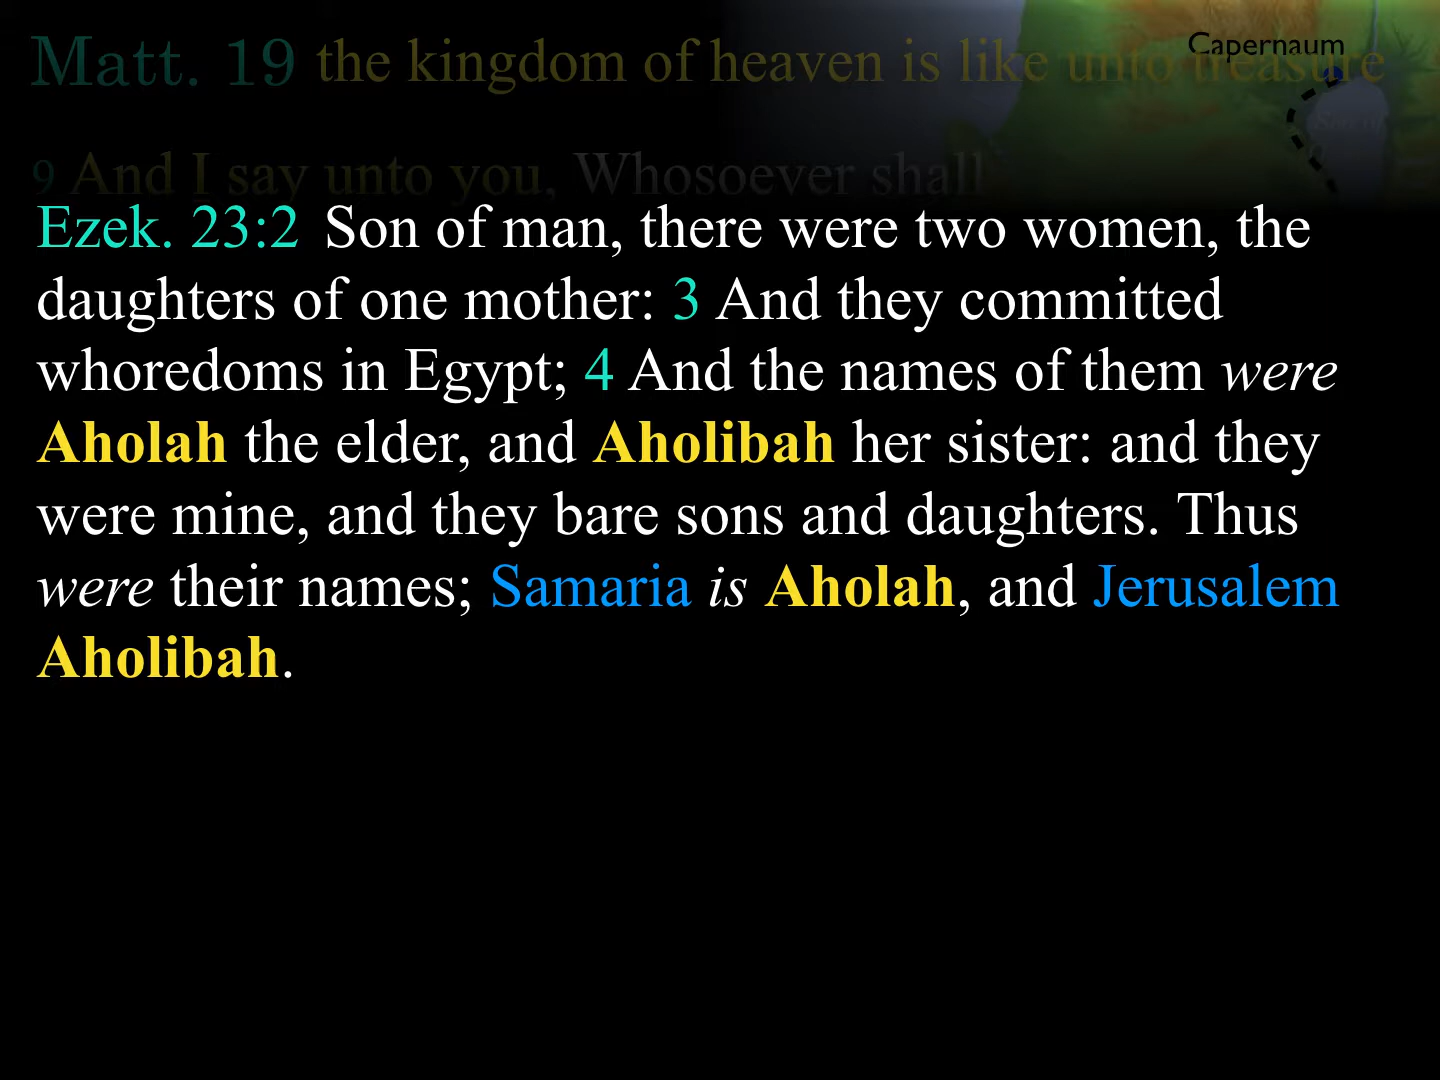 Capernaum
Matt. 19 the kingdom of heaven is like unto treasure
9 And I say unto you, Whosoever shall
Ezek. 23:2 Son of man, there were two women, the
daughters of one mother: 3 And they committed
whoredoms in Egypt; 4 And the names of them were
Aholah the elder, and Aholibah her sister: and they
were mine, and they bare sons and daughters. Thus
were their names; Samaria is Aholah, and Jerusalem
Aholibah.